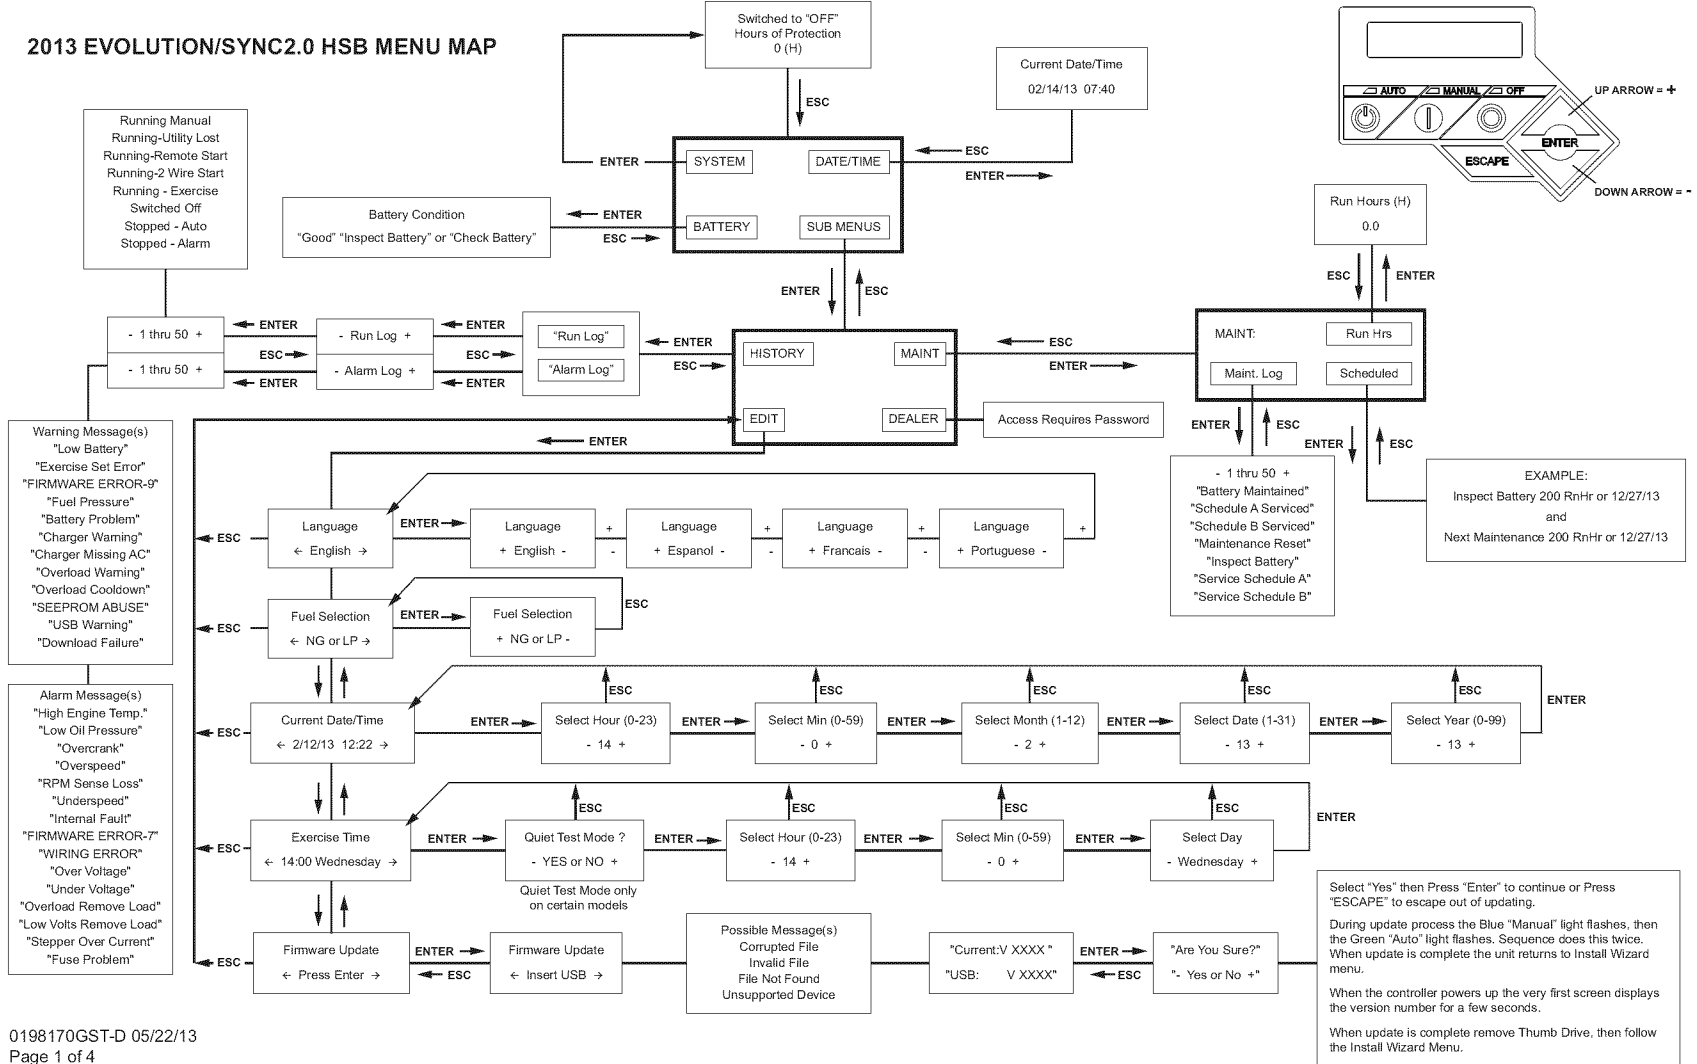 2013 EVOLUTION/SYNC2.0 HSB MENU MAP
Switched to “OFF”
Hours of Protection
0 (H)
ESC
Current Date/Time
02/14/13 07:40
AUTO
MANUAL
OFF
UP ARROW = +
ENTER
ESCAPE
DOWN ARROW = -
Running Manual
Running-Utility Lost
Running-Remote Start
Running-2 Wire Start
Running - Exercise
Switched Off
Stopped - Auto
Stopped - Alarm
ENTER
SYSTEM
DATE/TIME
ESC
ENTER
Battery Condition
“Good” “Inspect Battery” or “Check Battery”
ENTER
ESC
BATTERY
SUB MENUS
ENTER
ESC
Run Hours (H)
0.0
ESC
ENTER
- 1 thru 50 +
- 1 thru 50 +
ENTER
ESC
ENTER
- Run Log +
- Alarm Log +
ENTER
ESC
ENTER
“Run Log”
“Alarm Log”
ENTER
ESC
HISTORY
MAINT
EDIT
DEALER
ESC
ENTER
Access Requires Password
MAINT:
Run Hrs
Maint. Log
Scheduled
ENTER
ESC
ENTER
ESC
- 1 thru 50 +
"Battery Maintained"
"Schedule A Serviced"
"Schedule B Serviced"
"Maintenance Reset"
"Inspect Battery"
"Service Schedule A"
"Service Schedule B"
EXAMPLE:
Inspect Battery 200 RnHr or 12/27/13
and
Next Maintenance 200 RnHr or 12/27/13
Warning Message(s)
"Low Battery"
"Exercise Set Error"
"FIRMWARE ERROR-9"
"Fuel Pressure"
"Battery Problem"
"Charger Warning"
"Charger Missing AC"
"Overload Warning"
"Overload Cooldown"
"SEEPROM ABUSE"
"USB Warning"
"Download Failure"
Alarm Message(s)
"High Engine Temp."
"Low Oil Pressure"
"Overcrank"
"Overspeed"
"RPM Sense Loss"
"Underspeed"
"Internal Fault"
"FIRMWARE ERROR-7"
"WIRING ERROR"
"Over Voltage"
"Under Voltage"
"Overload Remove Load"
"Low Volts Remove Load"
"Stepper Over Current"
"Fuse Problem"
ENTER
ESC
Language
← English →
ENTER
Language
+ English -
+
-
Language
+ Espanol -
+
-
Language
+ Francais -
+
-
Language
+ Portuguese -
+
ESC
Fuel Selection
← NG or LP →
ENTER
Fuel Selection
+ NG or LP -
ESC
ESC
Current Date/Time
← 2/12/13 12:22 →
ENTER
ESC
Select Hour (0-23)
- 14 +
ENTER
ESC
Select Min (0-59)
- 0 +
ENTER
ESC
Select Month (1-12)
- 2 +
ENTER
ESC
Select Date (1-31)
- 13 +
ENTER
ESC
Select Year (0-99)
- 13 +
ENTER
ESC
Exercise Time
← 14:00 Wednesday →
ENTER
ESC
Quiet Test Mode ?
- YES or NO +
Quiet Test Mode only
on certain models
ENTER
ESC
Select Hour (0-23)
- 14 +
ENTER
ESC
Select Min (0-59)
- 0 +
ENTER
ESC
Select Day
- Wednesday +
ENTER
ESC
Firmware Update
← Press Enter →
ENTER
ESC
Firmware Update
← Insert USB →
Possible Message(s)
Corrupted File
Invalid File
File Not Found
Unsupported Device
"Current:V XXXX "
"USB: V XXXX"
ENTER
ESC
"Are You Sure?"
"- Yes or No +"
Select “Yes” then Press “Enter” to continue or Press
“ESCAPE” to escape out of updating.
During update process the Blue “Manual” light flashes, then
the Green “Auto” light flashes. Sequence does this twice.
When update is complete the unit returns to Install Wizard
menu.
When the controller powers up the very first screen displays
the version number for a few seconds.
When update is complete remove Thumb Drive, then follow
the Install Wizard Menu.
0198170GST-D 05/22/13
Page 1 of 4